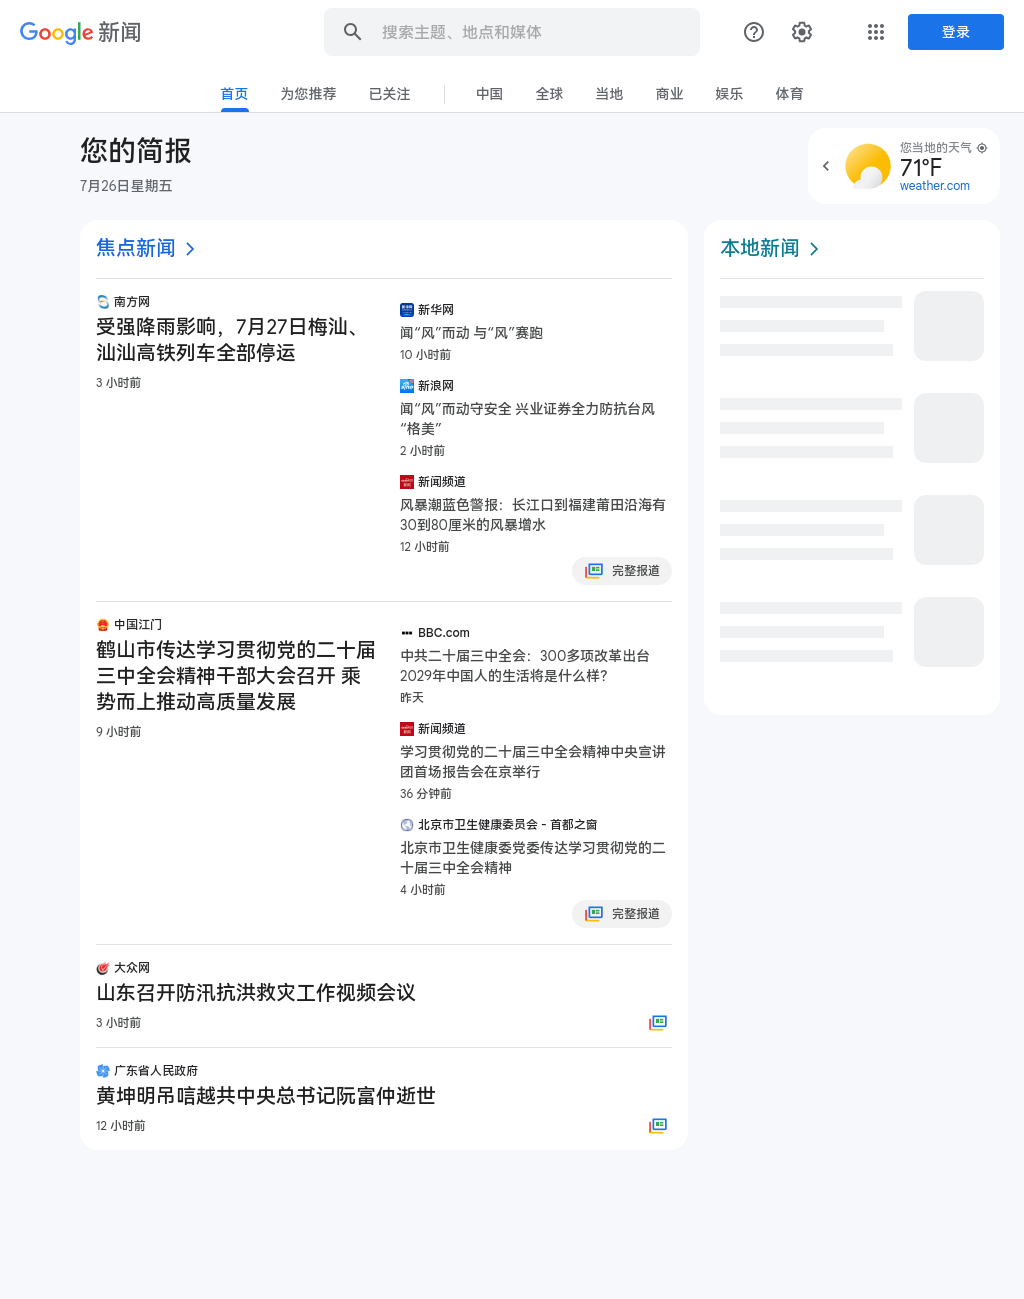 Google 新闻
搜索主题、地点和媒体
登录
首页
为您推荐
已关注
中国
全球
当地
商业
娱乐
体育
您的简报
7月26日星期五
您当地的天气
71°F
weather.com
焦点新闻
南方网
受强降雨影响，7月27日梅汕、
汕汕高铁列车全部停运
3 小时前
新华网
闻“风”而动 与“风”赛跑
10 小时前
新浪网
闻“风”而动守安全 兴业证券全力防抗台风
“格美”
2 小时前
新闻频道
风暴潮蓝色警报：长江口到福建莆田沿海有
30到80厘米的风暴增水
12 小时前
完整报道
中国江门
鹤山市传达学习贯彻党的二十届
三中全会精神干部大会召开 乘
势而上推动高质量发展
9 小时前
BBC.com
中共二十届三中全会：300多项改革出台
2029年中国人的生活将是什么样？
昨天
新闻频道
学习贯彻党的二十届三中全会精神中央宣讲
团首场报告会在京举行
36 分钟前
北京市卫生健康委员会 - 首都之窗
北京市卫生健康委党委传达学习贯彻党的二
十届三中全会精神
4 小时前
完整报道
大众网
山东召开防汛抗洪救灾工作视频会议
3 小时前
广东省人民政府
黄坤明吊唁越共中央总书记阮富仲逝世
12 小时前
本地新闻